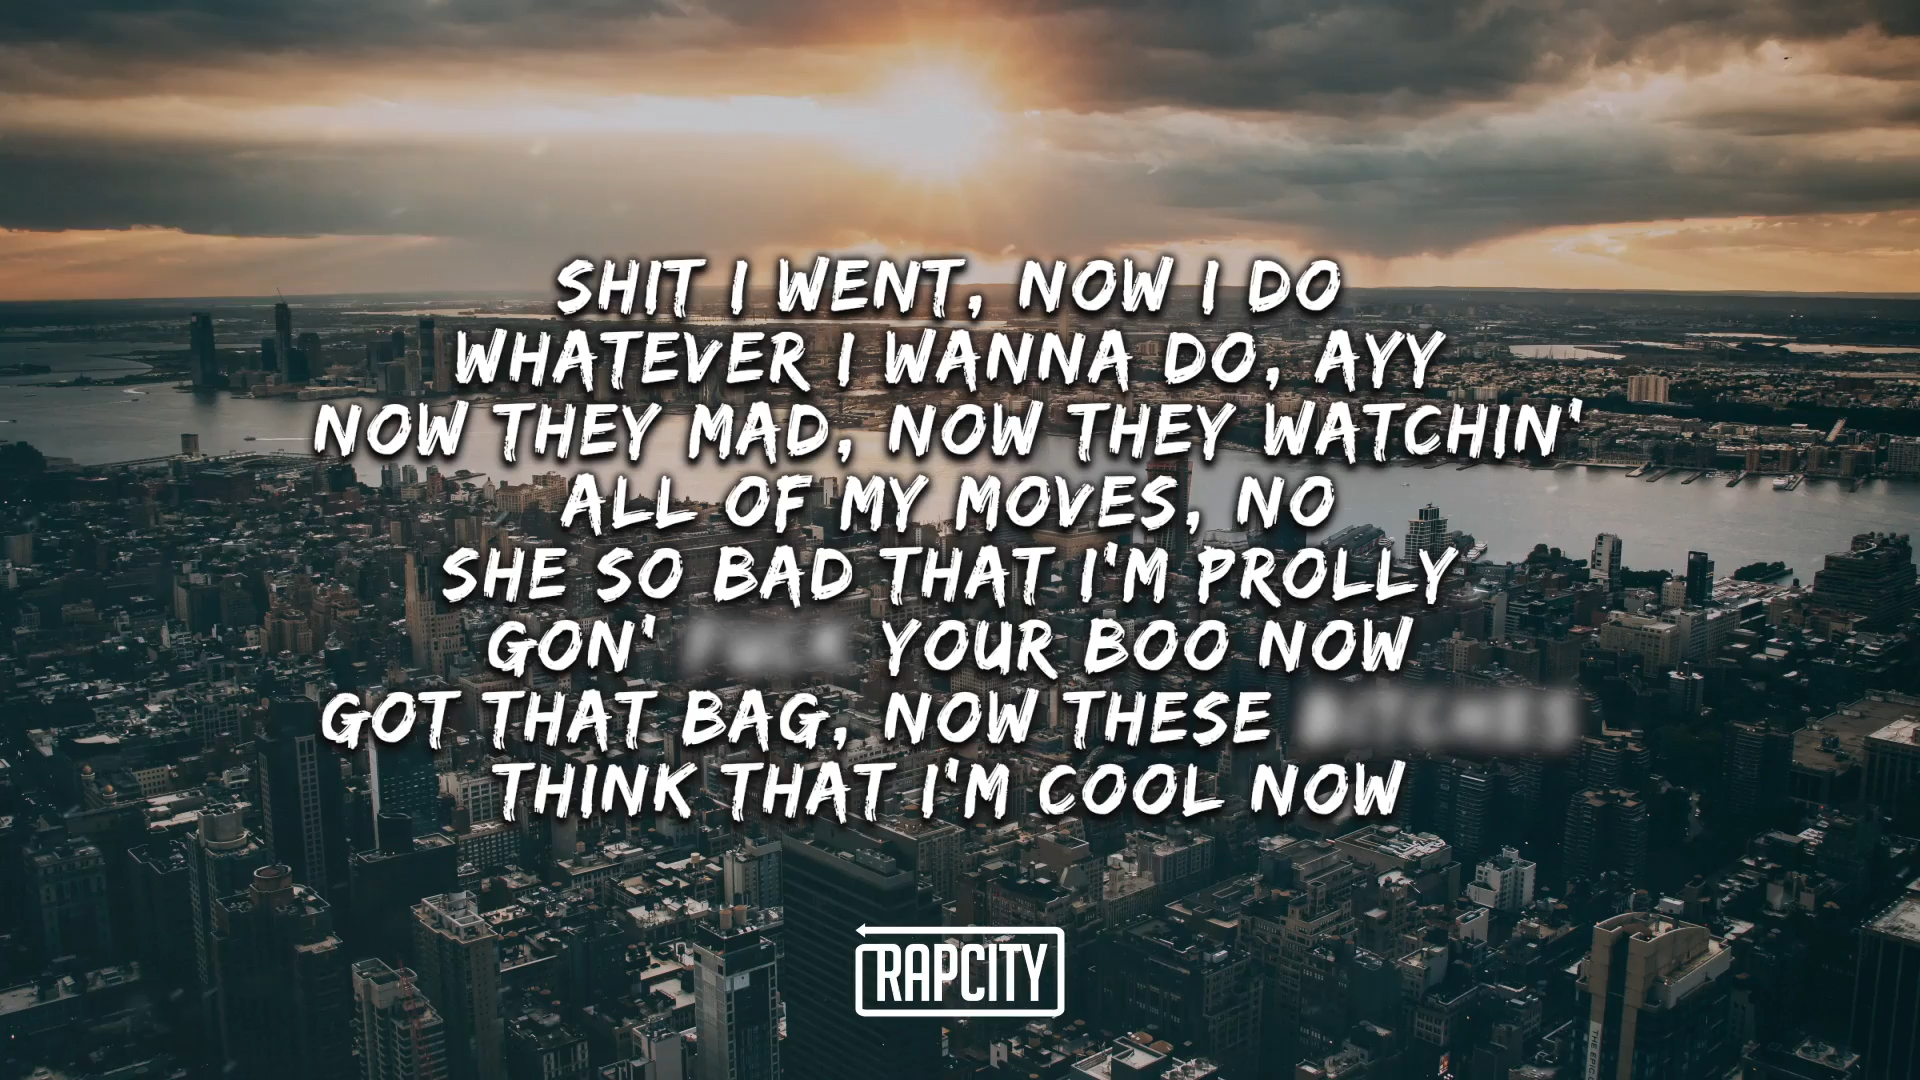 SHIT I WENT, NOW I DO
WHATEVER I WANNA DO, AYY
NOW THEY MAD, NOW THEY WATCHIN'
ALL OF MY MOVES, NO
SHE SO BAD THAT I'M PROLLY
GON' YOUR BOO NOW
GOT THAT BAG, NOW THESE
THINK THAT I'M COOL NOW
RAPCITY